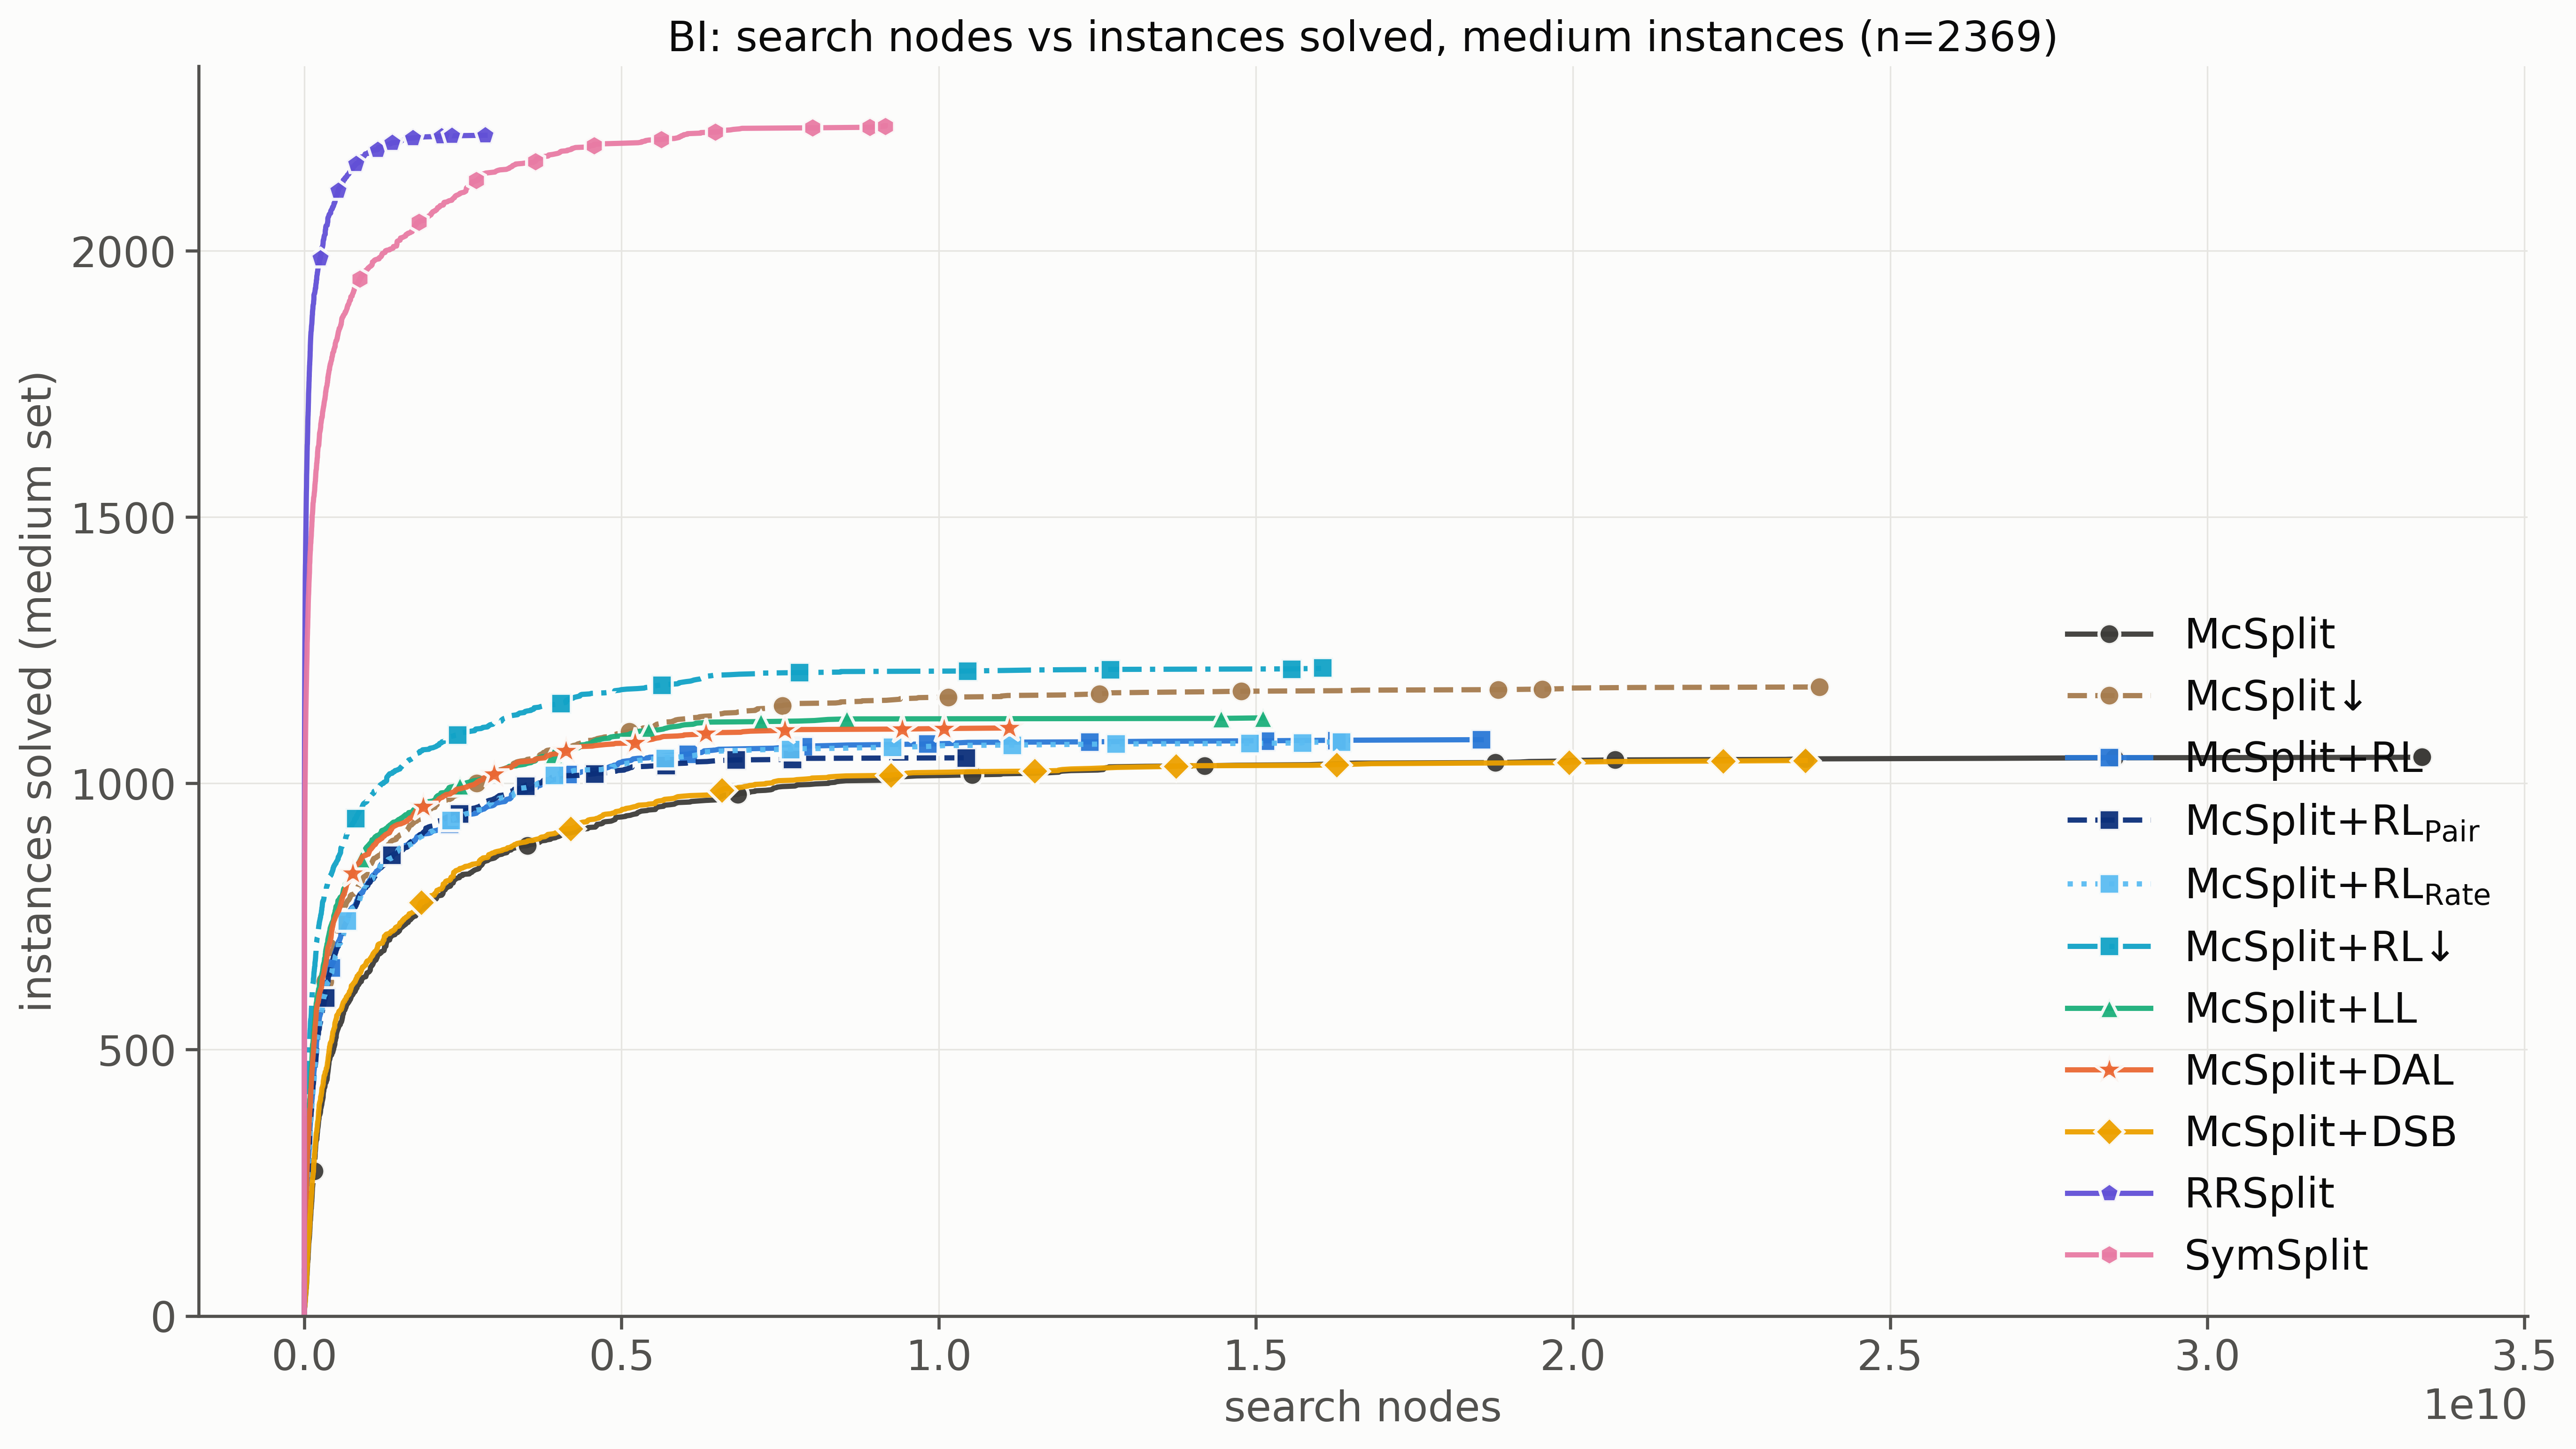 BI: search nodes vs instances solved, medium instances (n=2369)
instances solved (medium set)
2000
1500
1000
500
0
0.0 0.5 1.0 1.5 2.0 2.5 3.0 3.5
1e10
search nodes
McSplit
McSplit↓
McSplit+RL
McSplit+RL_Pair
McSplit+RL_Rate
McSplit+RL↓
McSplit+LL
McSplit+DAL
McSplit+DSB
RRSplit
SymSplit